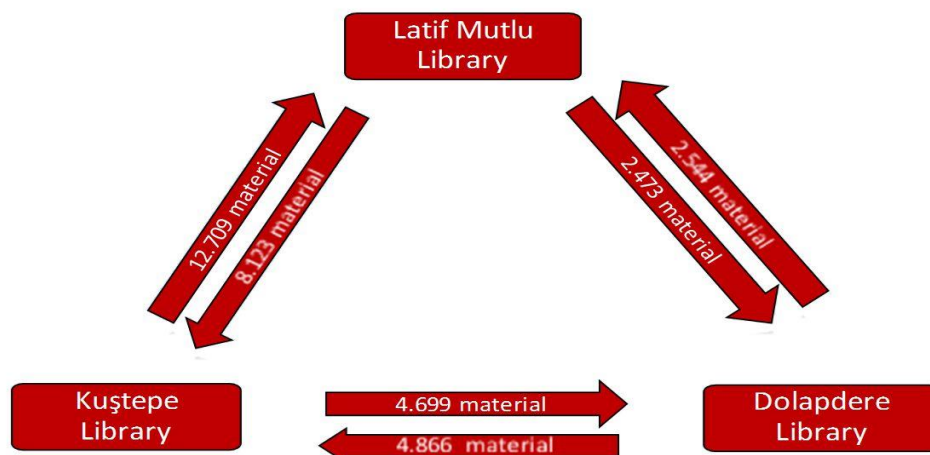 Latif Mutlu
Library
12.709 material
8.123 material
2.473 material
2.544 material
Kuştepe
Library
4.699 material
4.866 material
Dolapdere
Library